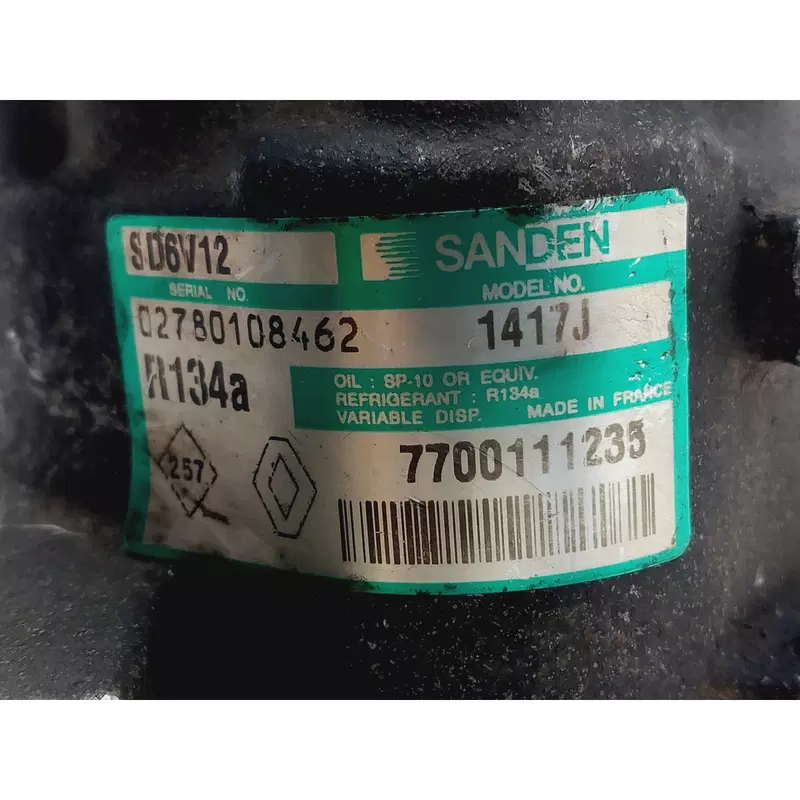 SD6V12
SANDEN
SERIAL NO.
MODEL NO.
02780108462
1417J
R134a
OIL : SP-10 OR EQUIV.
REFRIGERANT : R134a
VARIABLE DISP. MADE IN FRANCE
257
7700111235